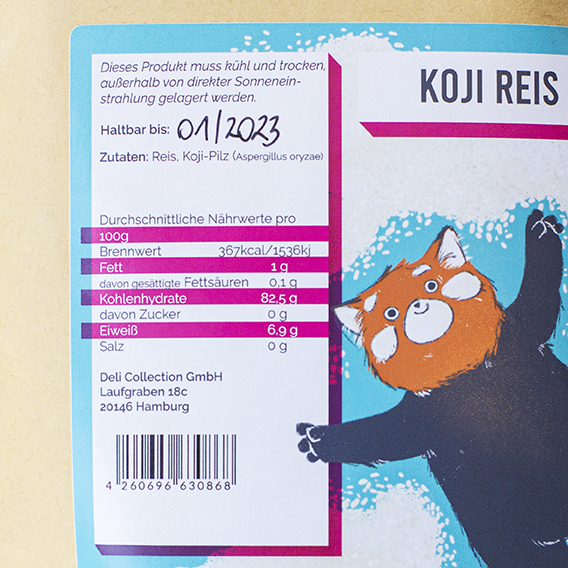 Dieses Produkt muss kühl und trocken,
außerhalb von direkter Sonnenein-
strahlung gelagert werden.
Haltbar bis: 01/2023
Zutaten: Reis, Koji-Pilz (Aspergillus oryzae)
KOJI REIS
Durchschnittliche Nährwerte pro
100g
Brennwert 367kcal/1536kj
Fett 1 g
davon gesättigte Fettsäuren 0,1 g
Kohlenhydrate 82,5 g
davon Zucker 0 g
Eiweiß 6,9 g
Salz 0 g
Deli Collection GmbH
Laufgraben 18c
20146 Hamburg
4 260696 630868